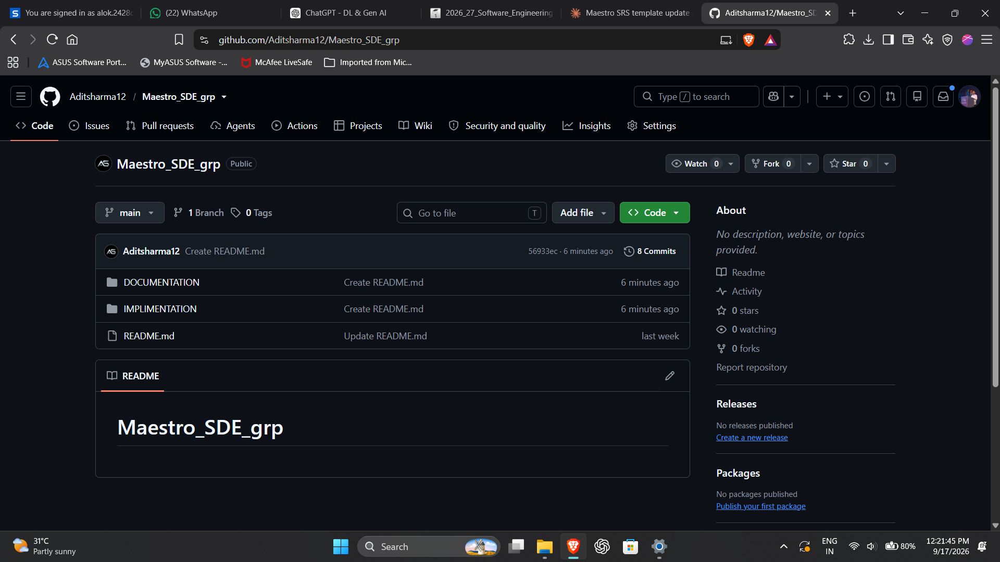 You are signed in as alok.2428c
(22) WhatsApp
ChatGPT - DL & Gen AI
2026_27_Software_Engineering
Maestro SRS template update
Aditsharma12/Maestro_SD
github.com/Aditsharma12/Maestro_SDE_grp
ASUS Software Port...
MyASUS Software -...
McAfee LiveSafe
Imported from Mic...
Aditsharma12 / Maestro_SDE_grp
Type / to search
Code
Issues
Pull requests
Agents
Actions
Projects
Wiki
Security and quality
Insights
Settings
AS Maestro_SDE_grp Public
Watch 0
Fork 0
Star 0
main
1 Branch
0 Tags
Go to file T
Add file
Code
AS Aditsharma12 Create README.md 56933ec · 6 minutes ago 8 Commits
DOCUMENTATION Create README.md 6 minutes ago
IMPLIMENTATION Create README.md 6 minutes ago
README.md Update README.md last week
README
Maestro_SDE_grp
About
No description, website, or topics
provided.
Readme
Activity
0 stars
0 watching
0 forks
Report repository
Releases
No releases published
Create a new release
Packages
No packages published
Publish your first package
31°C
Partly sunny
Search
ENG
IN
80%
12:21:45 PM
9/17/2026